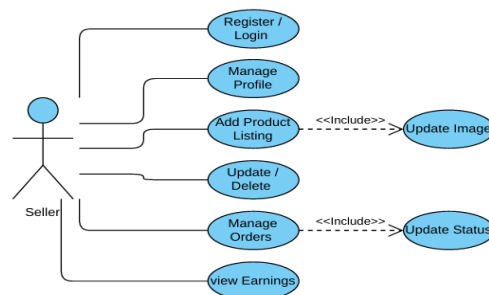 Register /
Login
Manage
Profile
Add Product
Listing
<<Include>>
Update Image
Update /
Delete
Seller
Manage
Orders
<<Include>>
Update Status
view Earnings